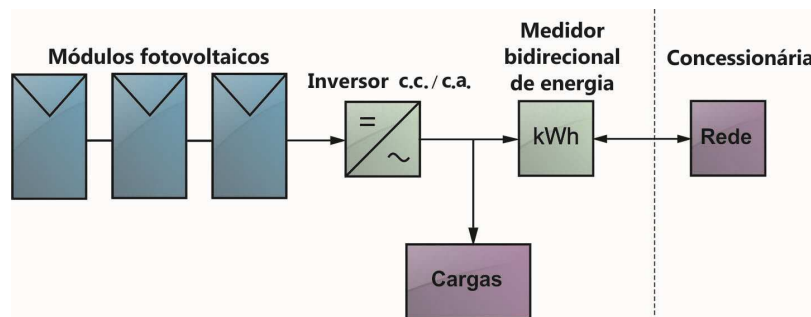 Módulos fotovoltaicos
Inversor c.c./c.a.
Medidor
bidirecional
de energia
Concessionária
=
~
kWh
Rede
Cargas